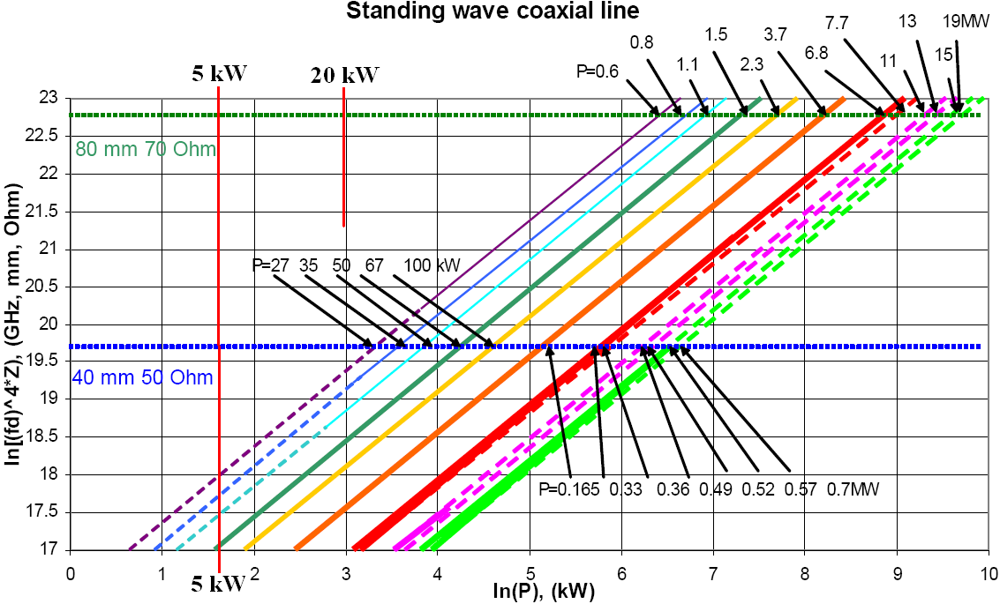 Standing wave coaxial line
5 kW
20 kW
P=0.6
0.8
1.1
1.5
2.3
3.7
6.8
7.7
11
13
15
19MW
80 mm 70 Ohm
P=27 35 50 67 100 kW
40 mm 50 Ohm
P=0.165 0.33 0.36 0.49 0.52 0.57 0.7MW
ln[(fd)^4*Z), (GHz, mm, Ohm)
23
22.5
22
21.5
21
20.5
20
19.5
19
18.5
18
17.5
17
0 1 2 3 4 5 6 7 8 9 10
5 kW
ln(P), (kW)